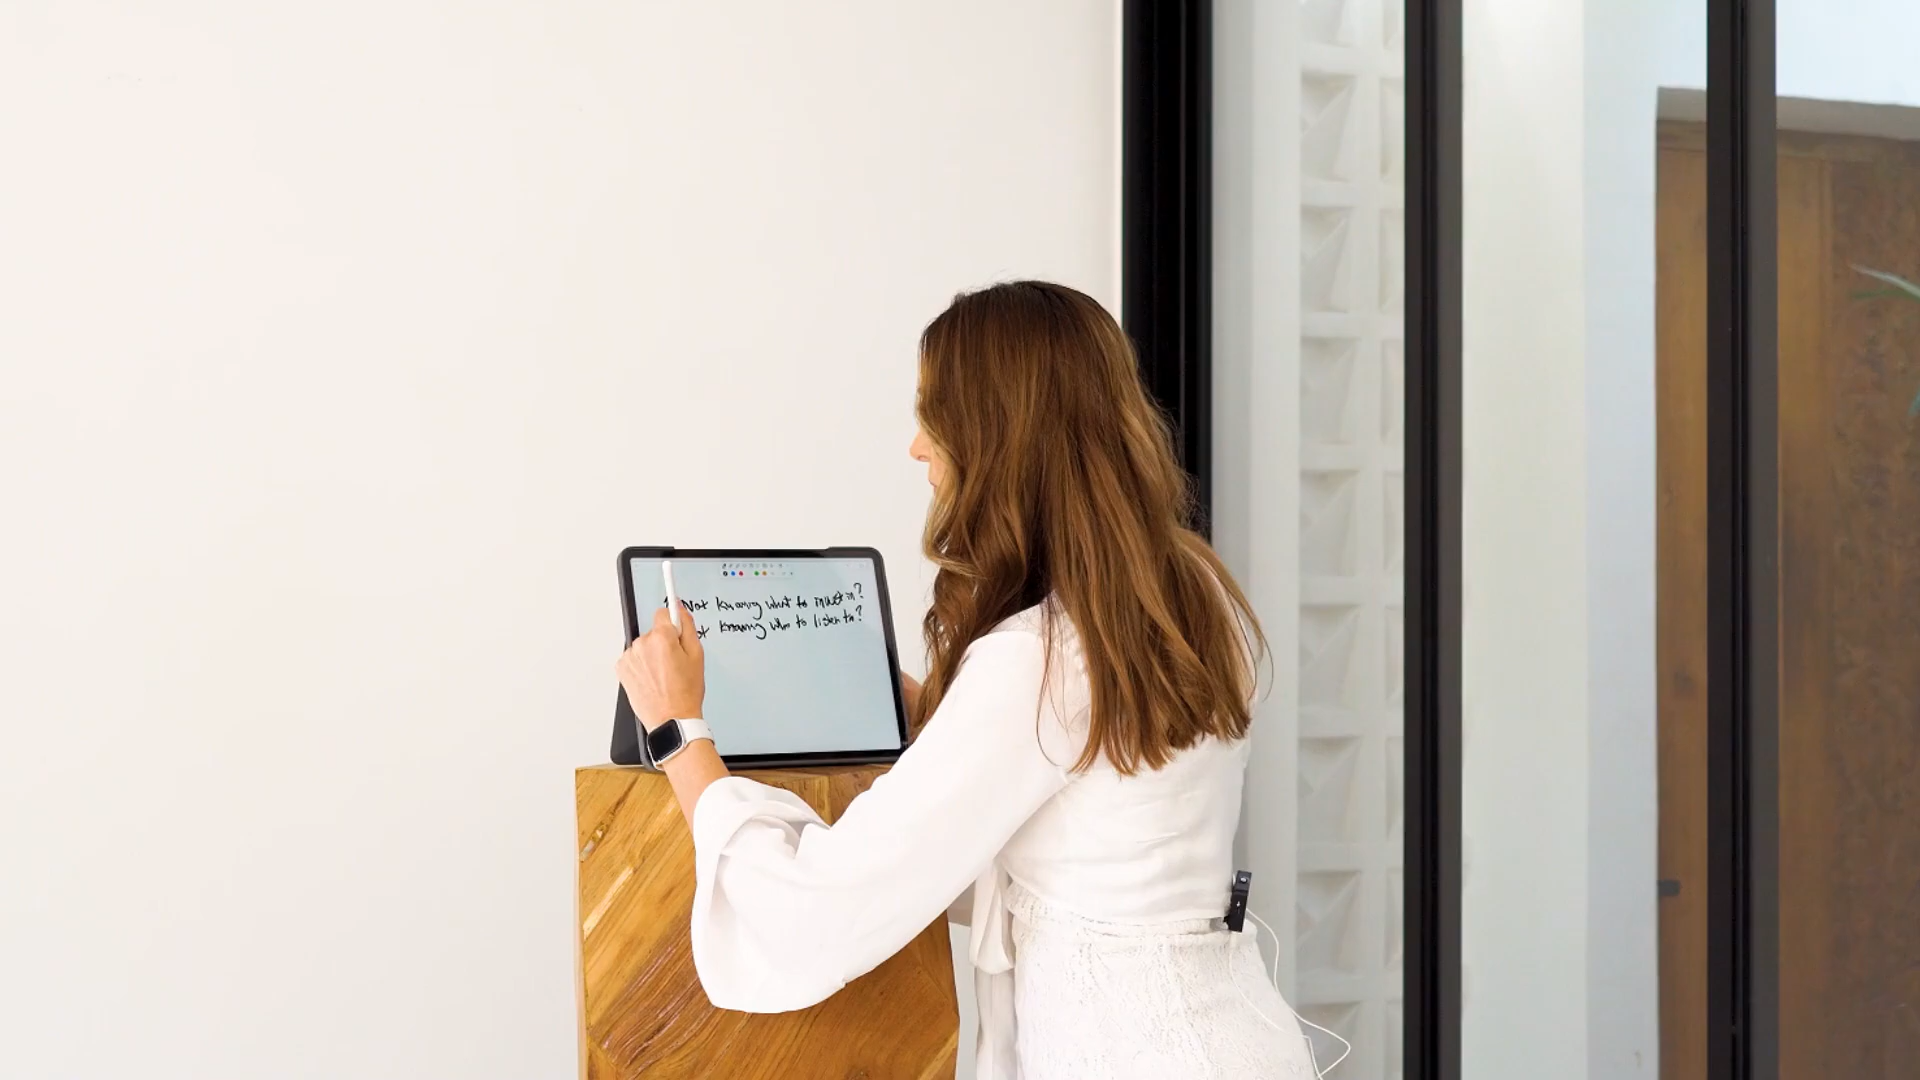 Not knowing what to invest in?
knowing who to listen to?